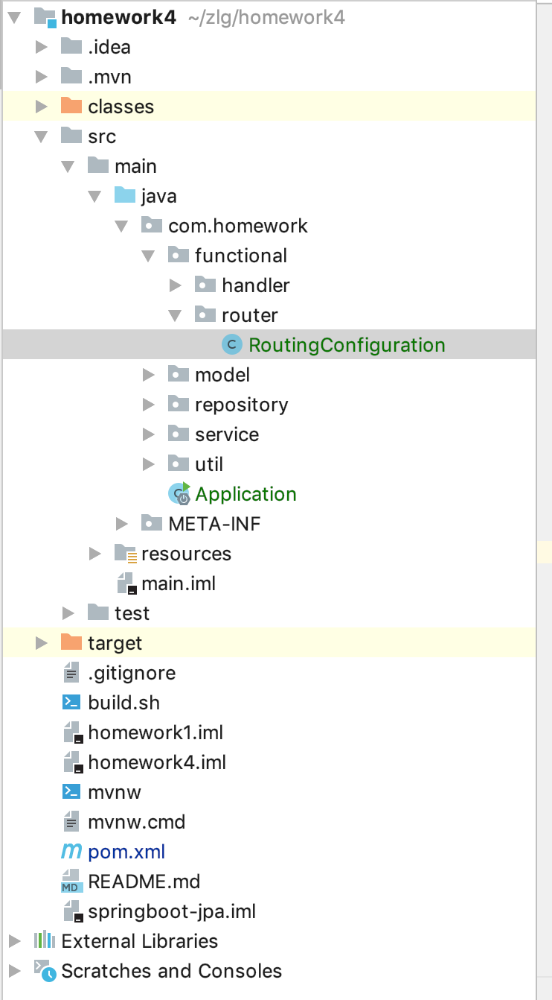 homework4 ~/zlg/homework4
.idea
.mvn
classes
src
main
java
com.homework
functional
handler
router
C RoutingConfiguration
model
repository
service
util
Application
META-INF
resources
main.iml
test
target
.gitignore
build.sh
homework1.iml
homework4.iml
mvnw
mvnw.cmd
m pom.xml
MD README.md
springboot-jpa.iml
External Libraries
Scratches and Consoles